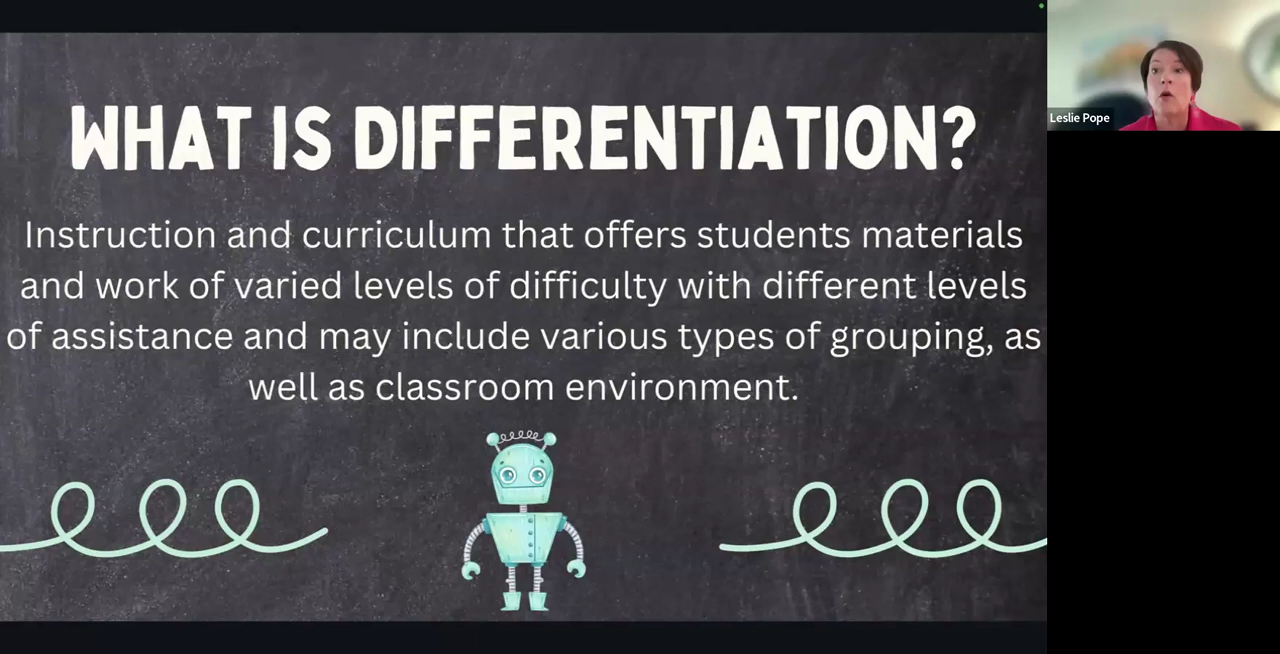 WHAT IS DIFFERENTIATION?
Instruction and curriculum that offers students materials
and work of varied levels of difficulty with different levels
of assistance and may include various types of grouping, as
well as classroom environment.
Leslie Pope